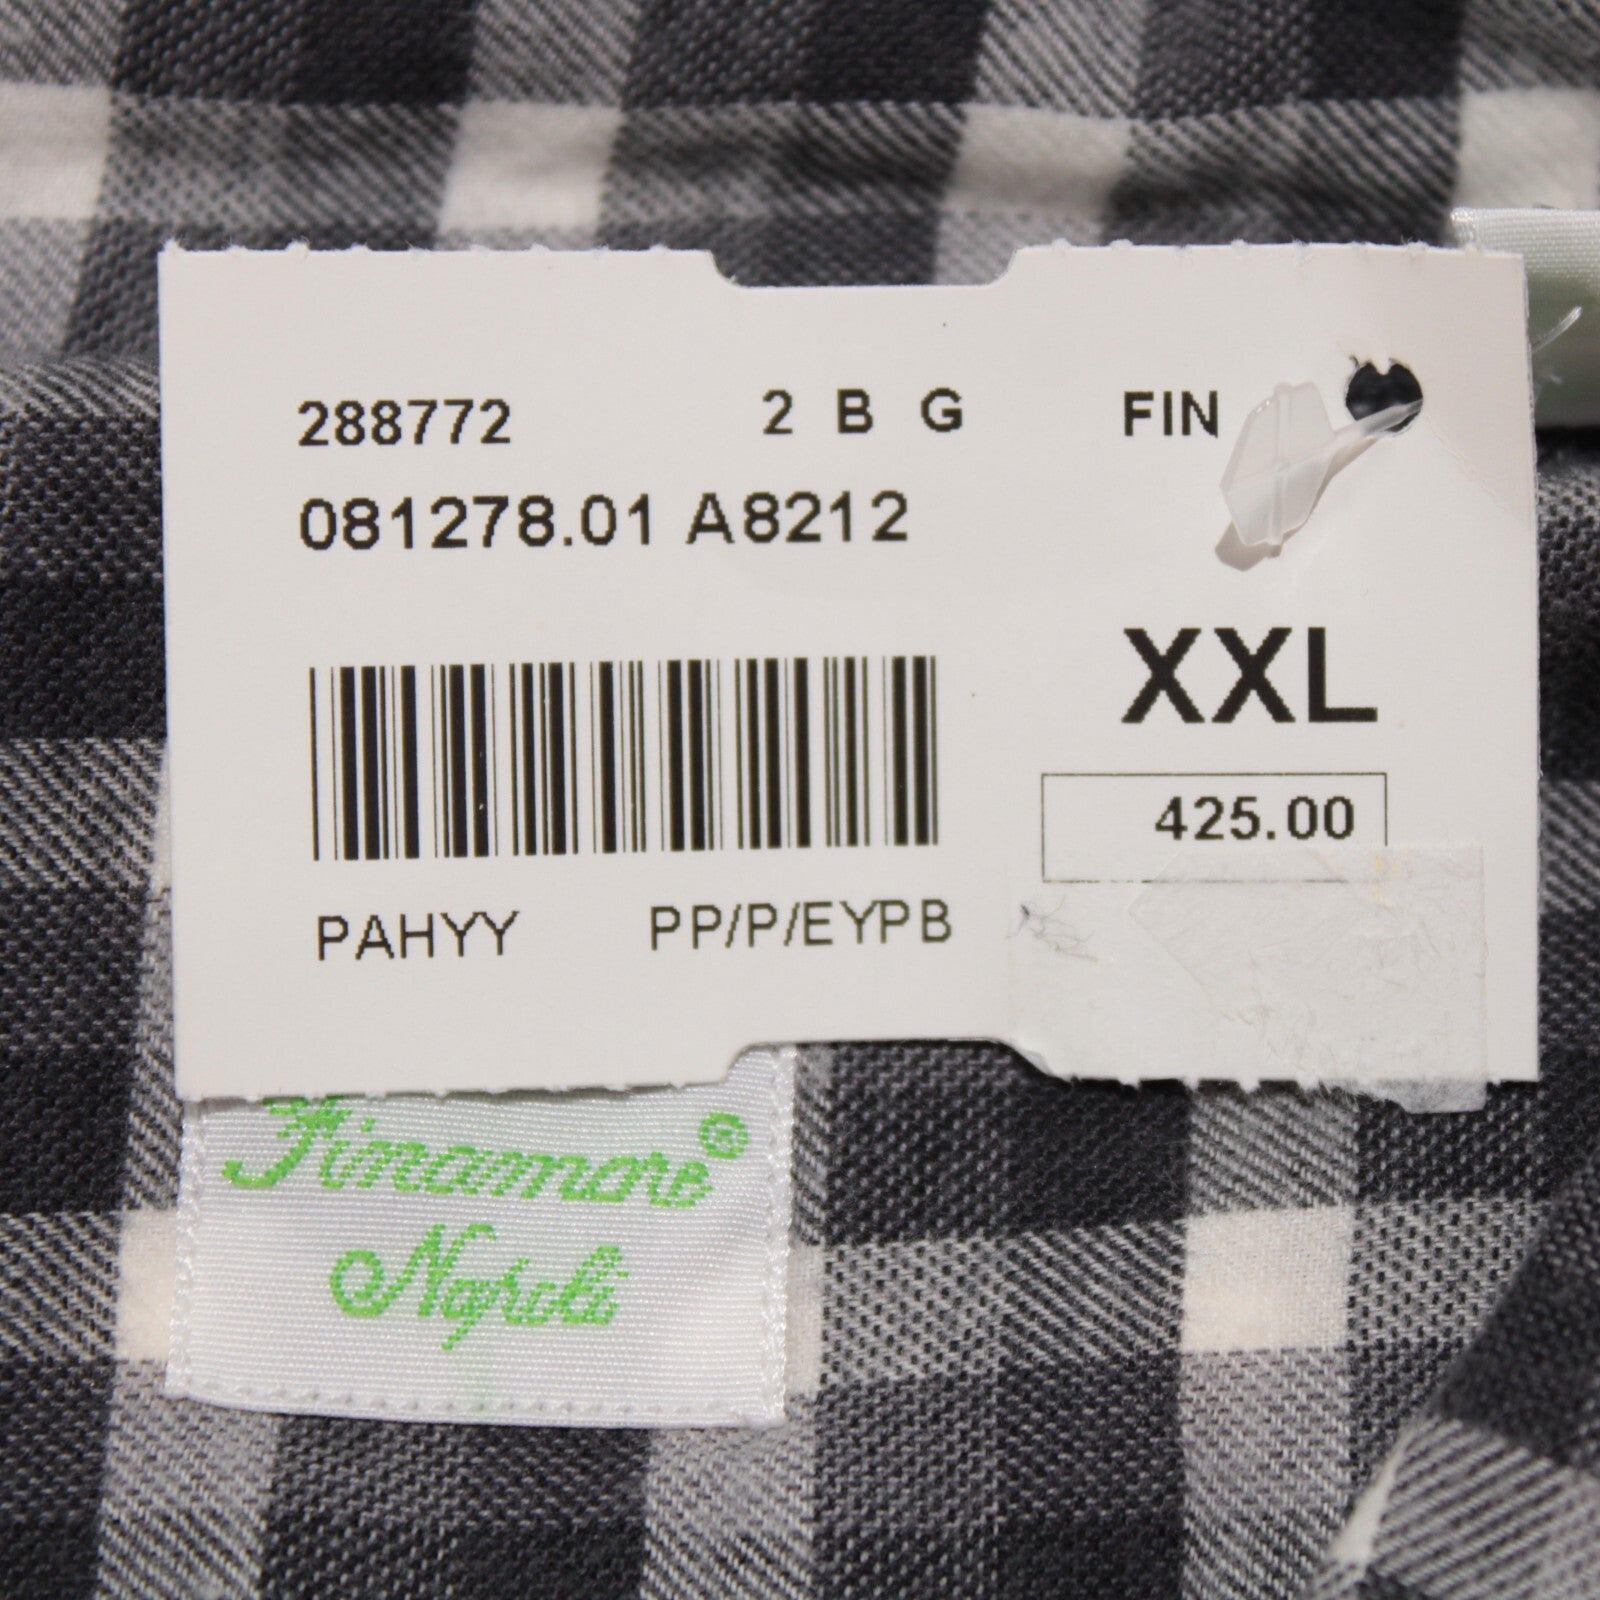 288772 2 B G FIN
081278.01 A8212
XXL
425.00
PAHYY PP/P/EYPB
Finamore®
Napoli